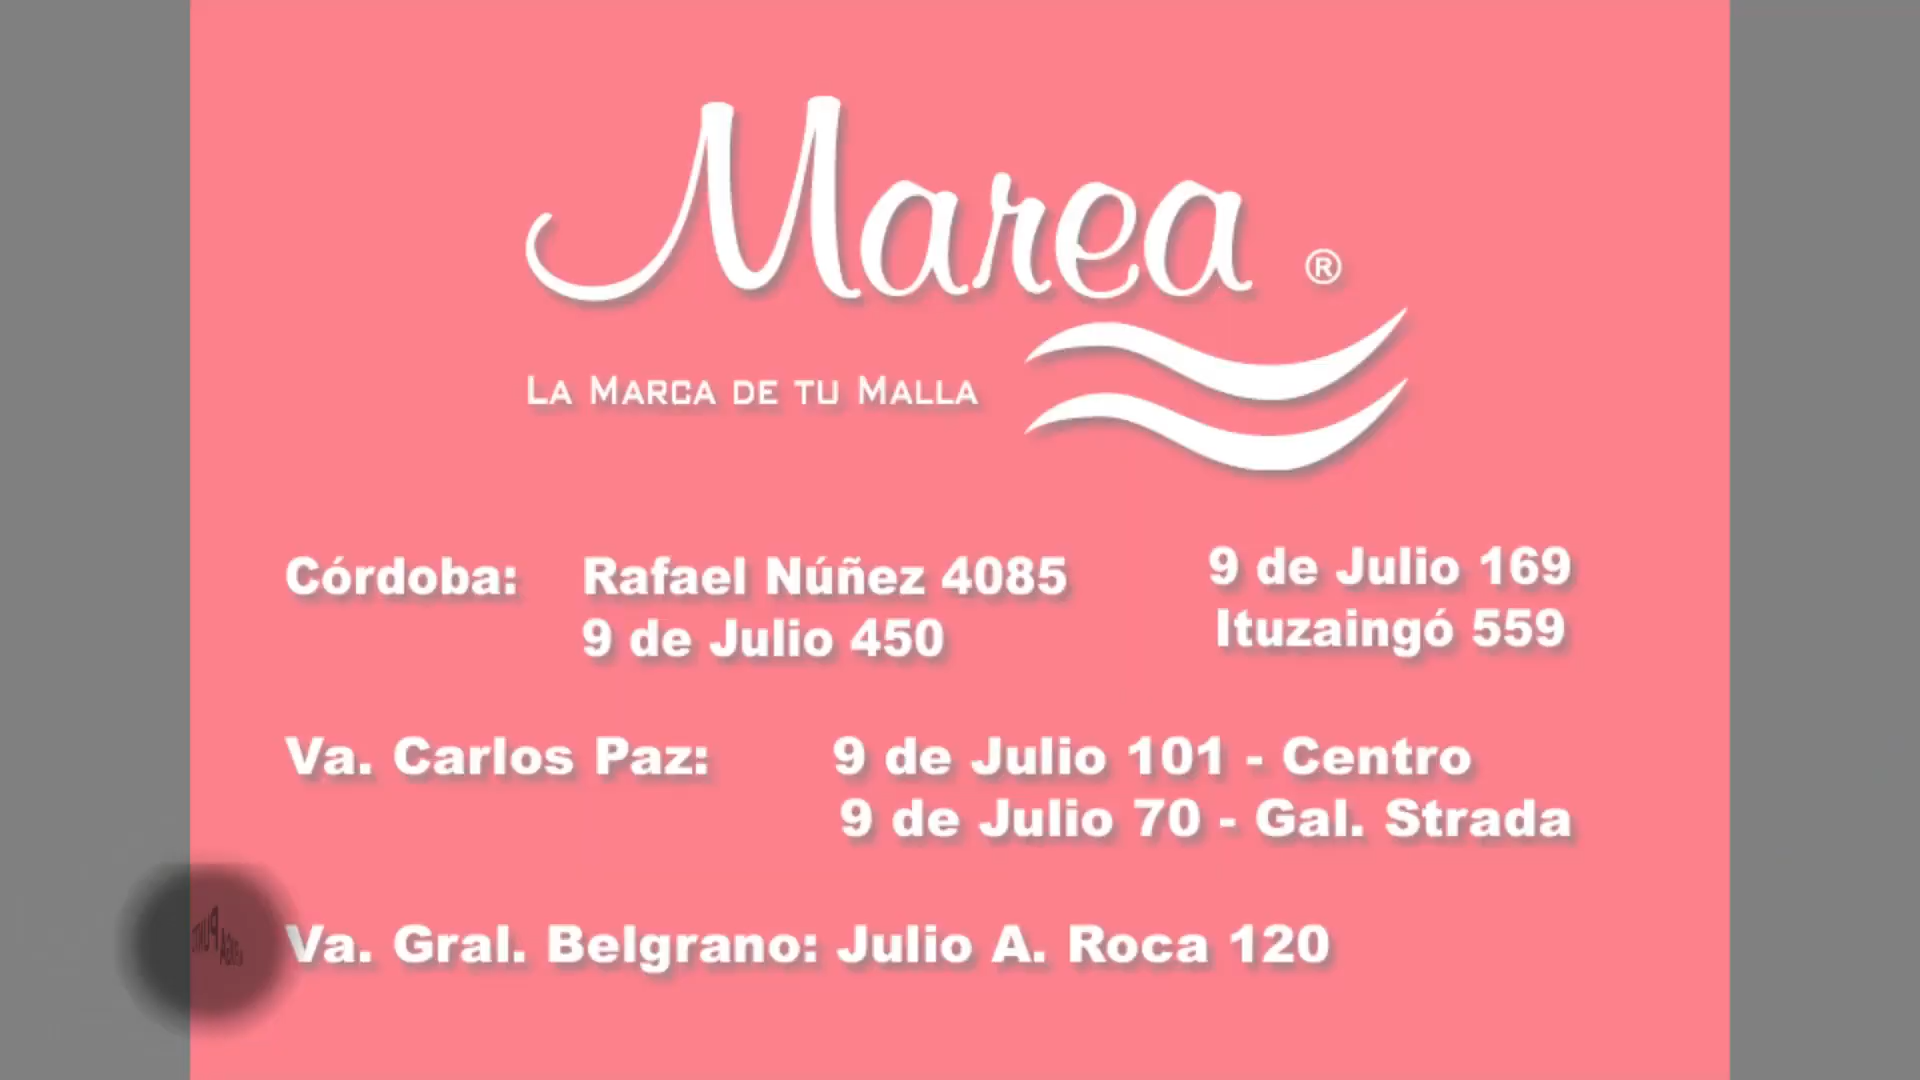 Marea ®
La Marca de tu Malla
Córdoba: Rafael Núñez 4085 9 de Julio 169
9 de Julio 450 Ituzaingó 559
Va. Carlos Paz: 9 de Julio 101 - Centro
9 de Julio 70 - Gal. Strada
Va. Gral. Belgrano: Julio A. Roca 120